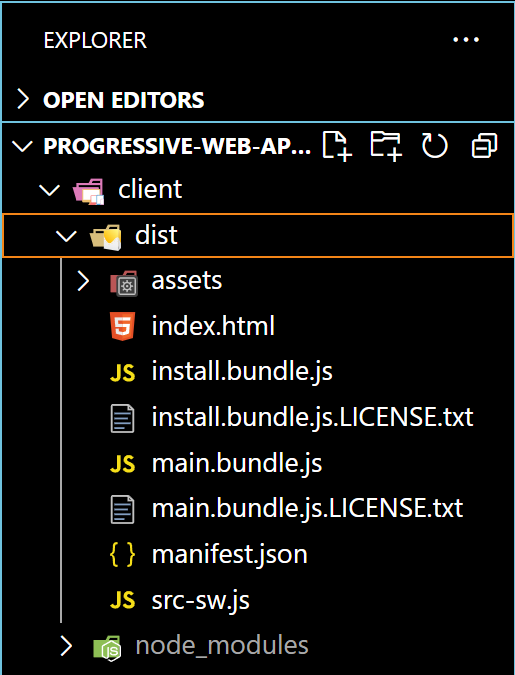 EXPLORER
OPEN EDITORS
PROGRESSIVE-WEB-AP...
client
dist
assets
index.html
JS install.bundle.js
install.bundle.js.LICENSE.txt
JS main.bundle.js
main.bundle.js.LICENSE.txt
{ } manifest.json
JS src-sw.js
node_modules